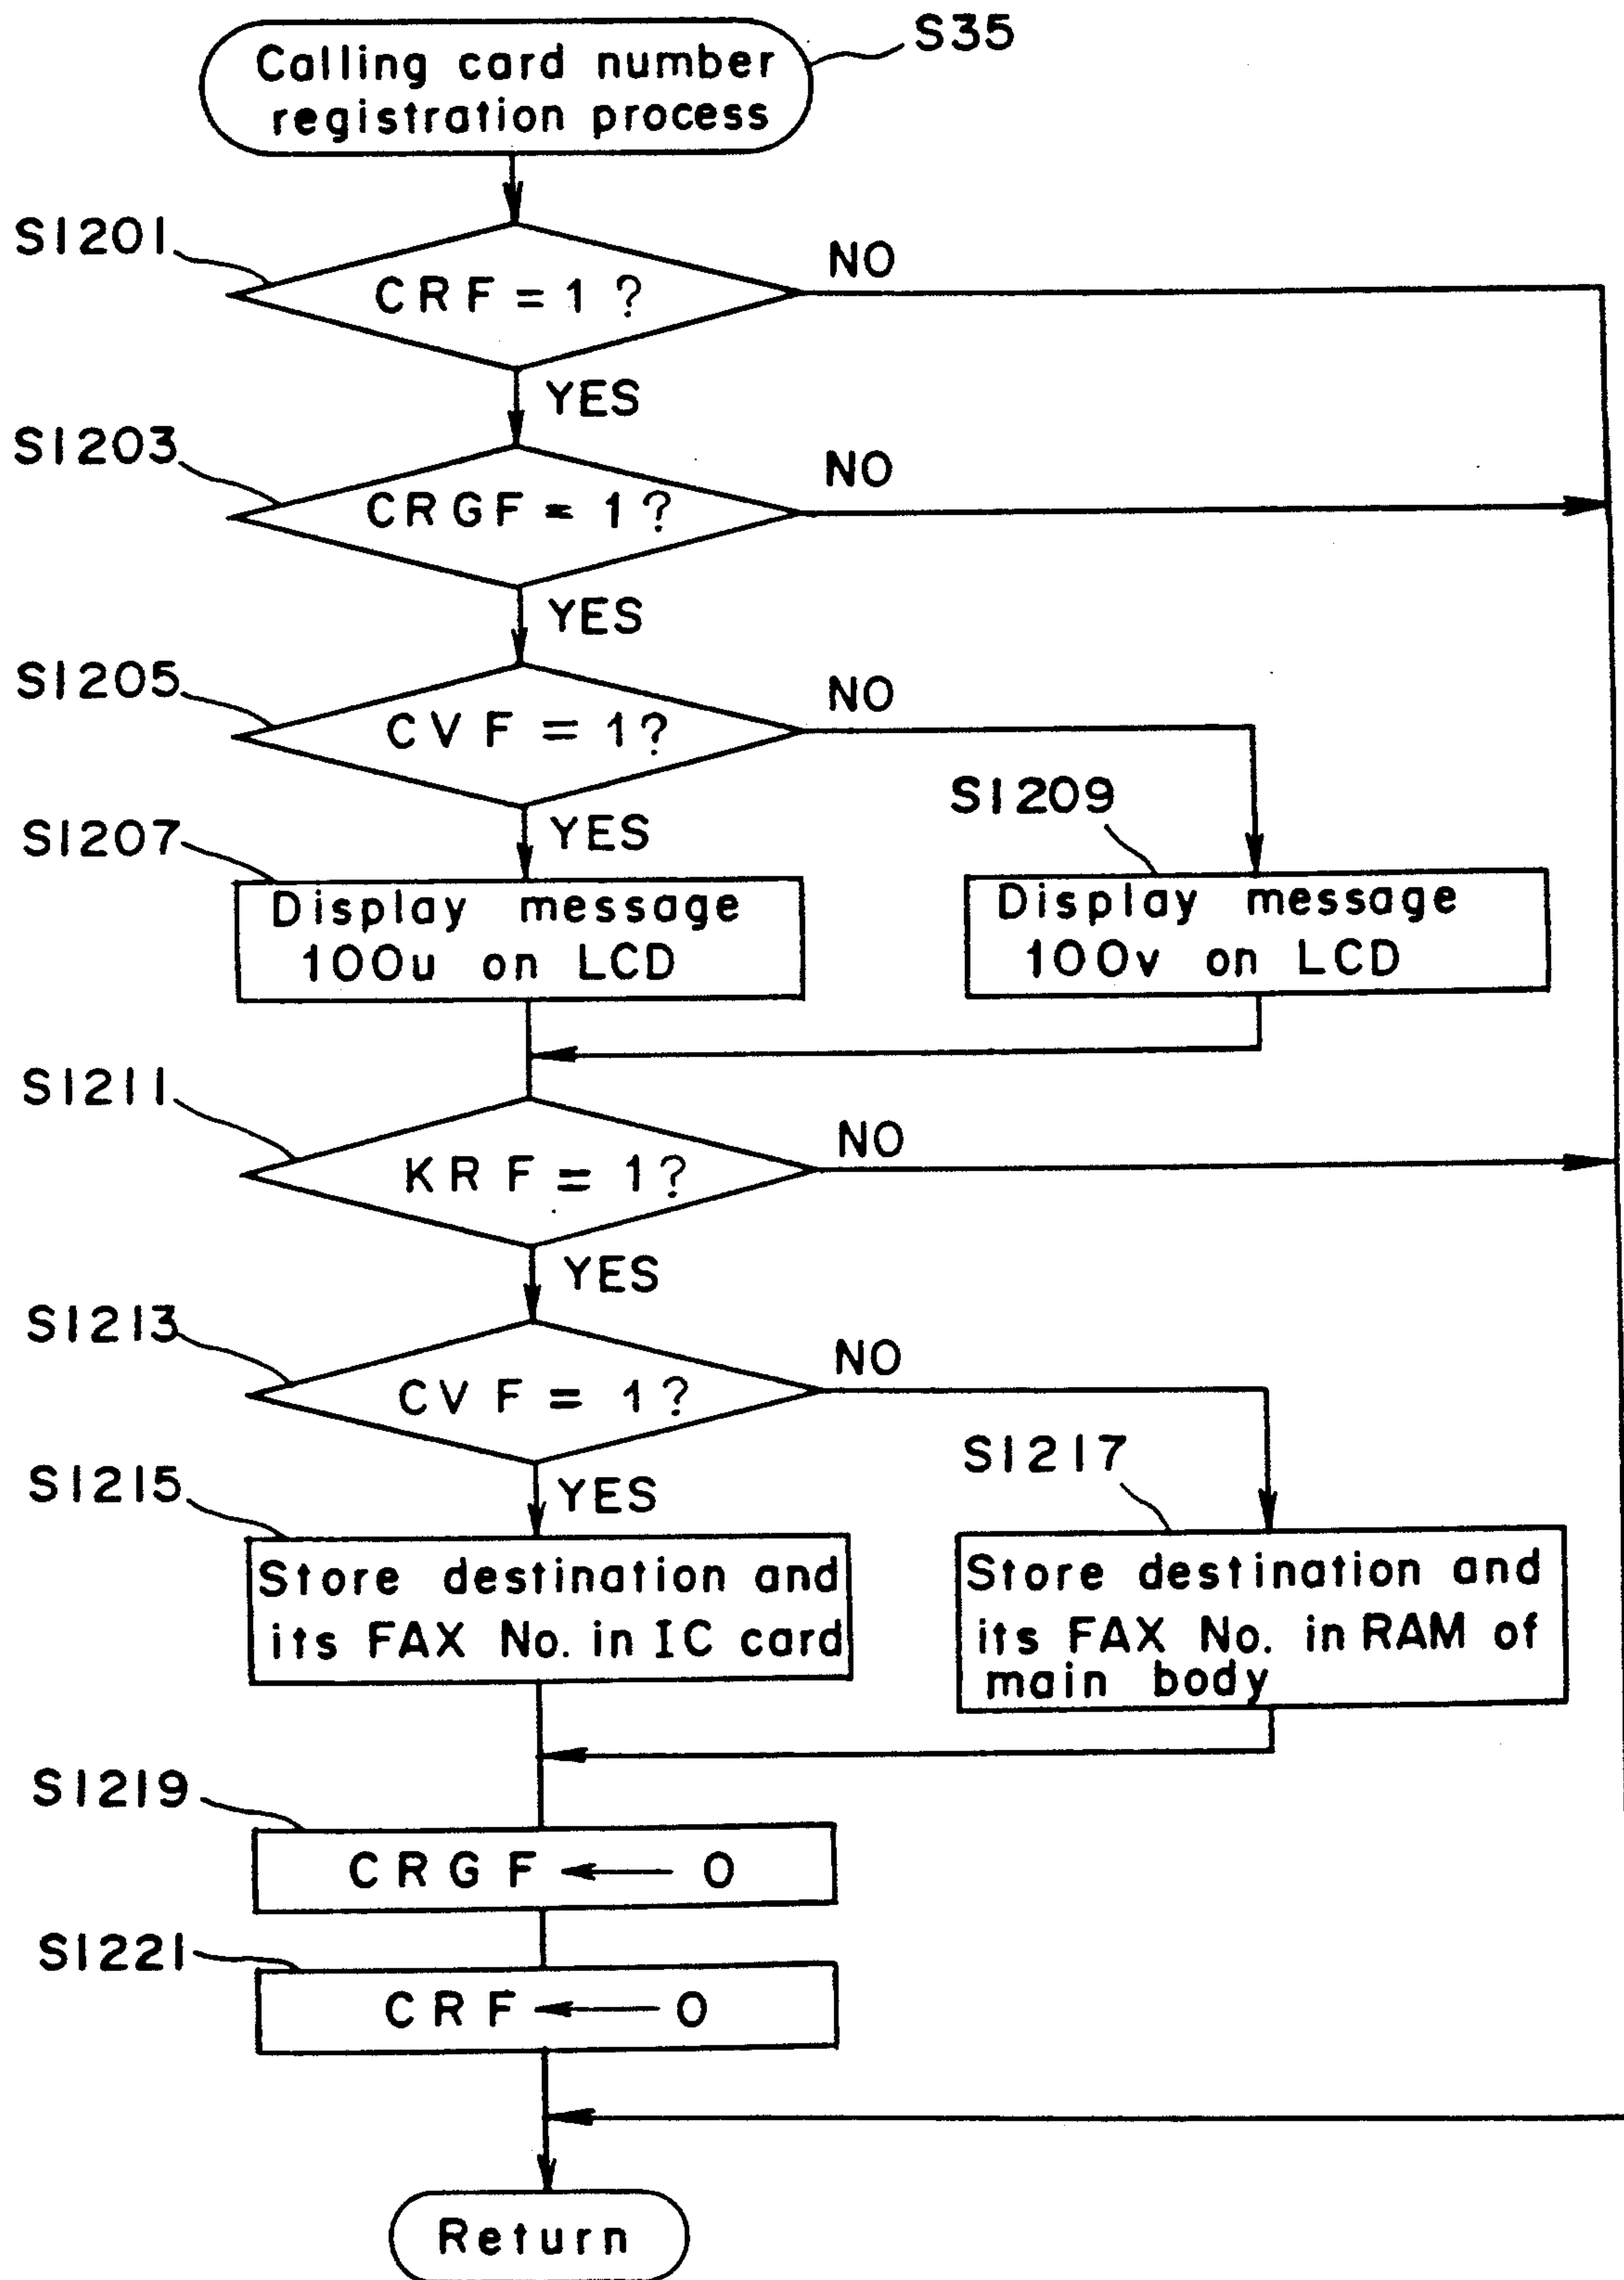 Calling card number
registration process
S35
S1201
CRF = 1 ?
NO
YES
S1203
CRGF = 1 ?
NO
YES
S1205
CVF = 1 ?
NO
YES
S1207
Display message
100u on LCD
S1209
Display message
100v on LCD
S1211
KRF = 1 ?
NO
YES
S1213
CVF = 1 ?
NO
YES
S1215
Store destination and
its FAX No. in IC card
S1217
Store destination and
its FAX No. in RAM of
main body
S1219
CRGF ← 0
S1221
CRF ← 0
Return